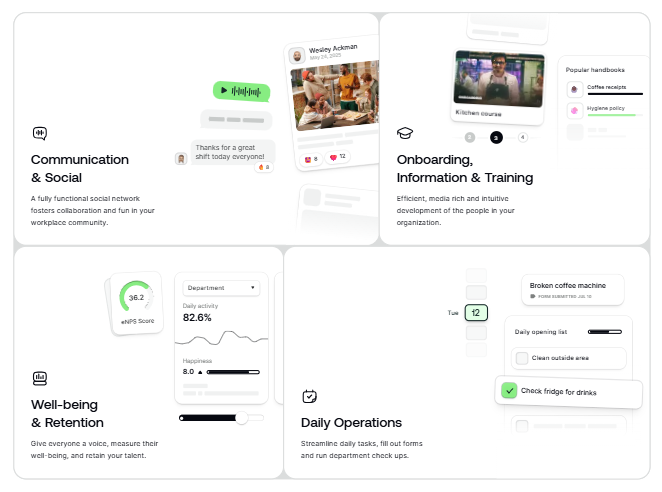 Wesley Ackman
May 24, 2023
Thanks for a great
shift today everyone!
🔥 8
😍 8
❤️ 12
Communication
& Social
A fully functional social network
fosters collaboration and fun in your
workplace community.
Kitchen course
2
3
4
Popular handbooks
Coffee receipts
Hygiene policy
Onboarding,
Information & Training
Efficient, media rich and intuitive
development of the people in your
organization.
36.2
eNPS Score
Department
Daily activity
82.6%
Happiness
8.0
Well-being
& Retention
Give everyone a voice, measure their
well-being, and retain your talent.
Tue
12
Broken coffee machine
Daily opening list
Clean outside area
Check fridge for drinks
Daily Operations
Streamline daily tasks, fill out forms
and run department check ups.